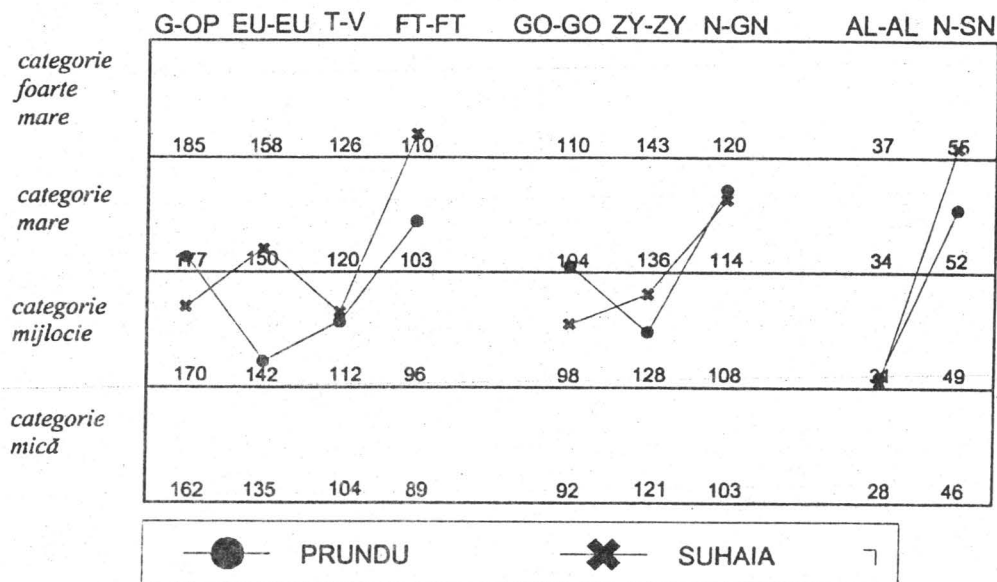 G-OP EU-EU T-V FT-FT GO-GO ZY-ZY N-GN AL-AL N-SN
categorie
foarte
mare
185 158 126 110 110 143 120 37 55
categorie
mare
177 150 120 103 104 136 114 34 52
categorie
mijlocie
170 142 112 96 98 128 108 49
categorie
mică
162 135 104 89 92 121 103 28 46
PRUNDU SUHAIA